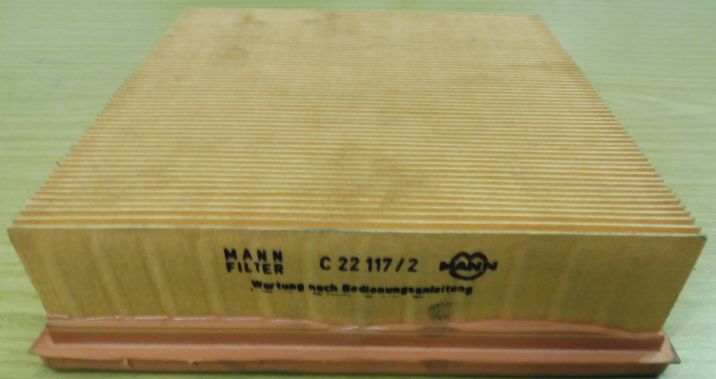 MANN
FILTER
C 22 117/2
MANN
Wartung nach Bedienungsanleitung